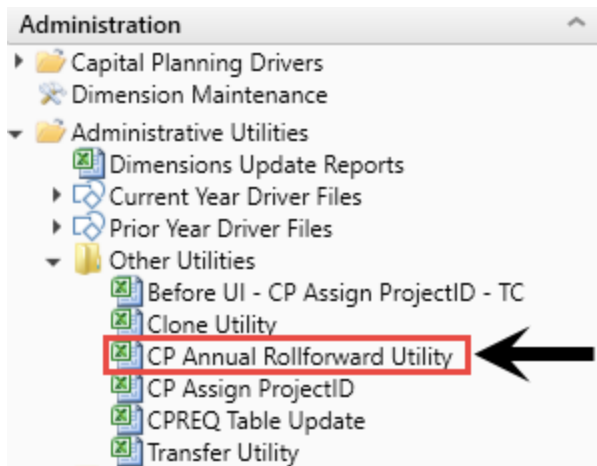 Administration
Capital Planning Drivers
Dimension Maintenance
Administrative Utilities
Dimensions Update Reports
Current Year Driver Files
Prior Year Driver Files
Other Utilities
Before UI - CP Assign ProjectID - TC
Clone Utility
CP Annual Rollforward Utility
CP Assign ProjectID
CPREQ Table Update
Transfer Utility